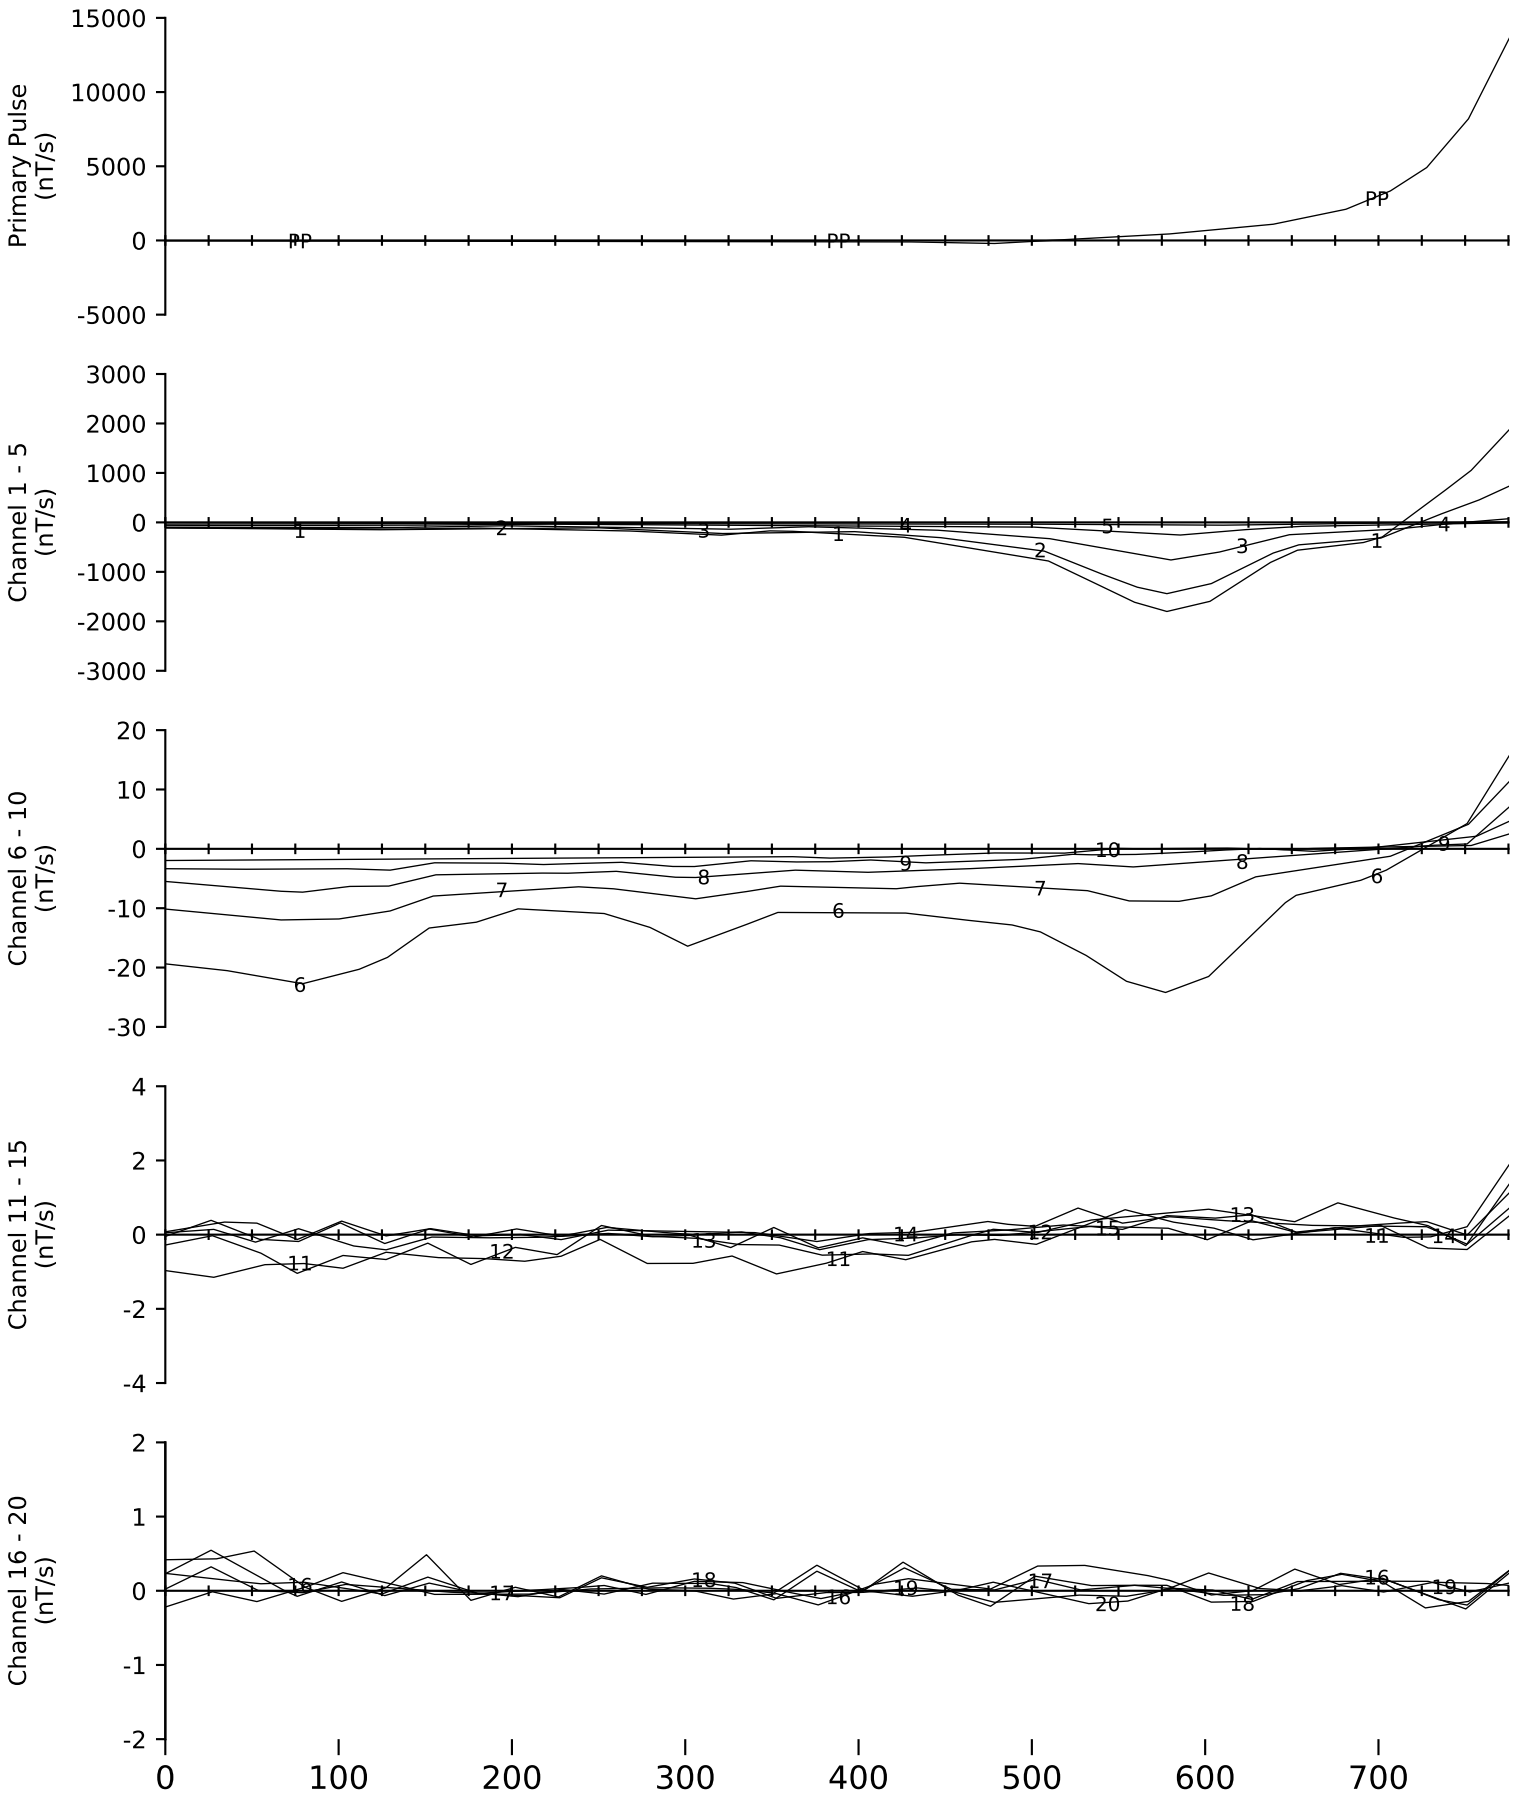 15000
10000
5000
0
-5000
Primary Pulse
(nT/s)
PP
PP
PP
3000
2000
1000
0
-1000
-2000
-3000
Channel 1 - 5
(nT/s)
1 2 3 1 4 2 5 3 1 4
20
10
0
-10
-20
-30
Channel 6 - 10
(nT/s)
6 7 8 6 9 7 10 8 6 9
4
2
0
-2
-4
Channel 11 - 15
(nT/s)
11 12 13 11 14 12 15 13 11 14
2
1
0
-1
-2
Channel 16 - 20
(nT/s)
16 17 18 16 19 17 20 18 16 19
0 100 200 300 400 500 600 700